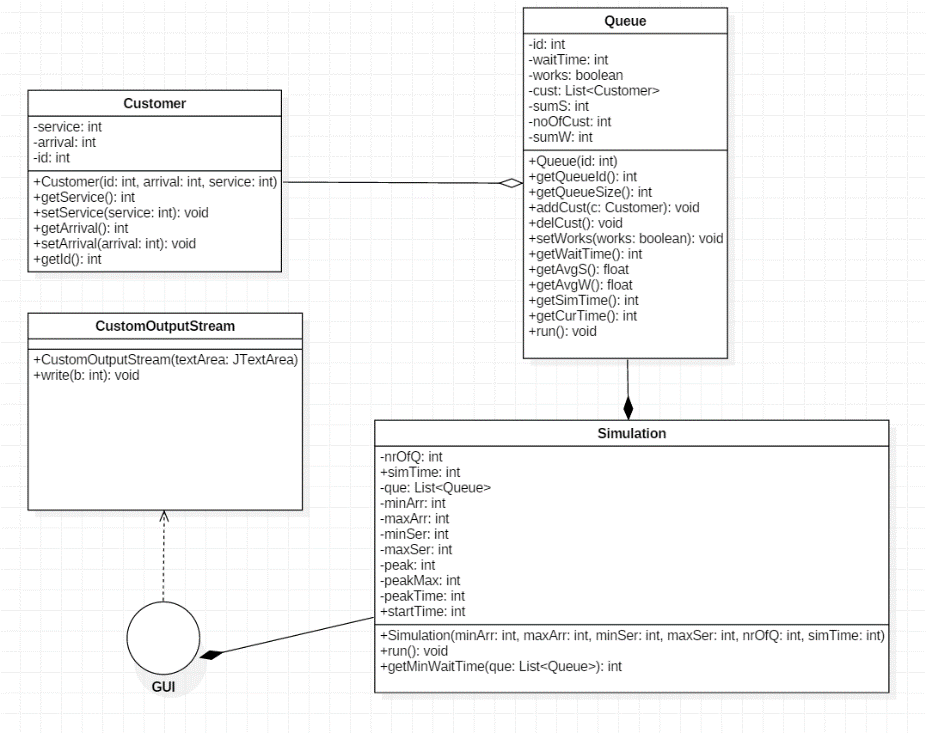 Queue
-id: int
-waitTime: int
-works: boolean
-cust: List<Customer>
-sumS: int
-noOfCust: int
-sumW: int
+Queue(id: int)
+getQueueId(): int
+getQueueSize(): int
+addCust(c: Customer): void
+delCust(): void
+setWorks(works: boolean): void
+getWaitTime(): int
+getAvgS(): float
+getAvgW(): float
+getSimTime(): int
+getCurTime(): int
+run(): void
Customer
-service: int
-arrival: int
-id: int
+Customer(id: int, arrival: int, service: int)
+getService(): int
+setService(service: int): void
+getArrival(): int
+setArrival(arrival: int): void
+getId(): int
CustomOutputStream
+CustomOutputStream(textArea: JTextArea)
+write(b: int): void
Simulation
-nrOfQ: int
+simTime: int
-que: List<Queue>
-minArr: int
-maxArr: int
-minSer: int
-maxSer: int
-peak: int
-peakMax: int
-peakTime: int
+startTime: int
+Simulation(minArr: int, maxArr: int, minSer: int, maxSer: int, nrOfQ: int, simTime: int)
+run(): void
+getMinWaitTime(que: List<Queue>): int
GUI